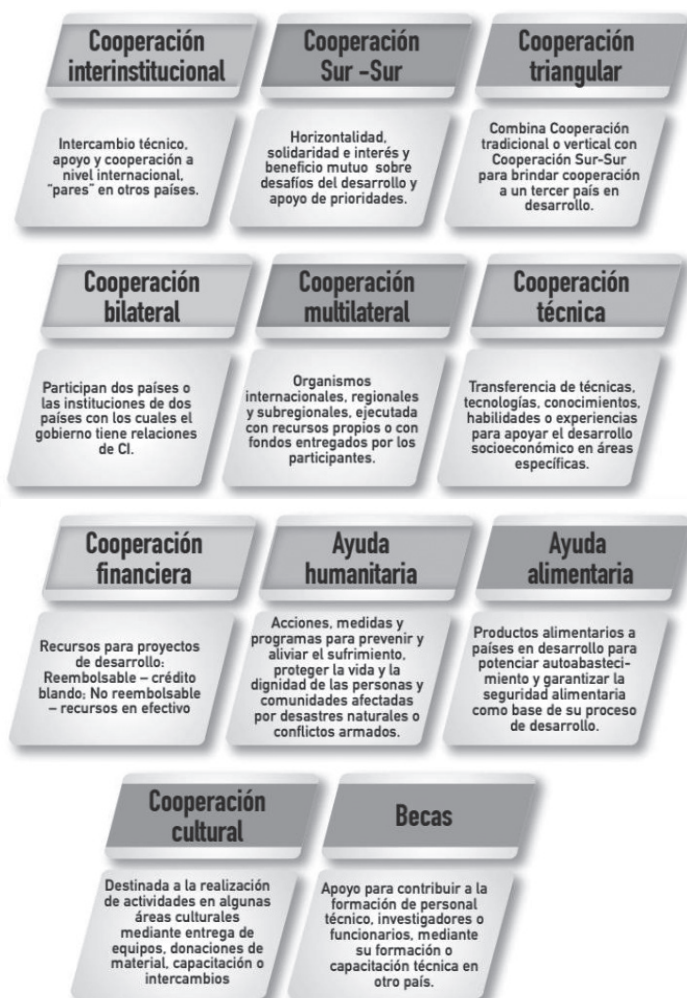 Cooperación
interinstitucional
Intercambio técnico,
apoyo y cooperación a
nivel internacional,
"pares" en otros países.
Cooperación
Sur -Sur
Horizontalidad,
solidaridad e interés y
beneficio mutuo sobre
desafíos del desarrollo y
apoyo de prioridades.
Cooperación
triangular
Combina Cooperación
tradicional o vertical con
Cooperación Sur-Sur
para brindar cooperación
a un tercer país en
desarrollo.
Cooperación
bilateral
Participan dos países o
las instituciones de dos
países con los cuales el
gobierno tiene relaciones
de CI.
Cooperación
multilateral
Organismos
internacionales, regionales
y subregionales, ejecutada
con recursos propios o con
fondos entregados por los
participantes.
Cooperación
técnica
Transferencia de técnicas,
tecnologías, conocimientos,
habilidades o experiencias
para apoyar el desarrollo
socioeconómico en áreas
específicas.
Cooperación
financiera
Recursos para proyectos
de desarrollo:
Reembolsable – crédito
blando; No reembolsable
– recursos en efectivo
Ayuda
humanitaria
Acciones, medidas y
programas para prevenir y
aliviar el sufrimiento,
proteger la vida y la
dignidad de las personas y
comunidades afectadas
por desastres naturales o
conflictos armados.
Ayuda
alimentaria
Productos alimentarios a
países en desarrollo para
potenciar autoabasteci-
miento y garantizar la
seguridad alimentaria
como base de su proceso
de desarrollo.
Cooperación
cultural
Destinada a la realización
de actividades en algunas
áreas culturales
mediante entrega de
equipos, donaciones de
material, capacitación o
intercambios
Becas
Apoyo para contribuir a la
formación de personal
técnico, investigadores o
funcionarios, mediante
su formación o
capacitación técnica en
otro país.